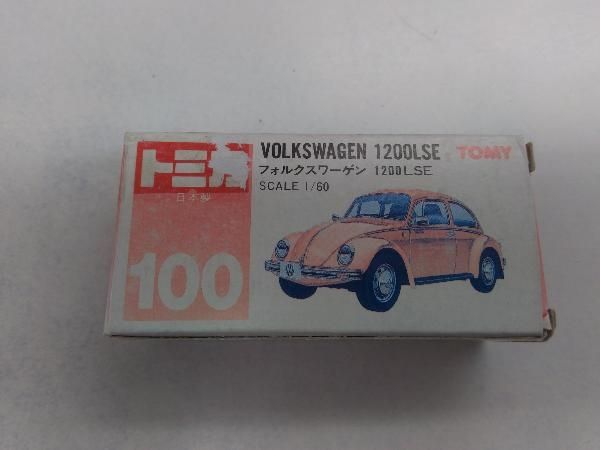 トミカ
日本製
100
VOLKSWAGEN 1200LSE
TOMY
フォルクスワーゲン 1200LSE
SCALE 1/60